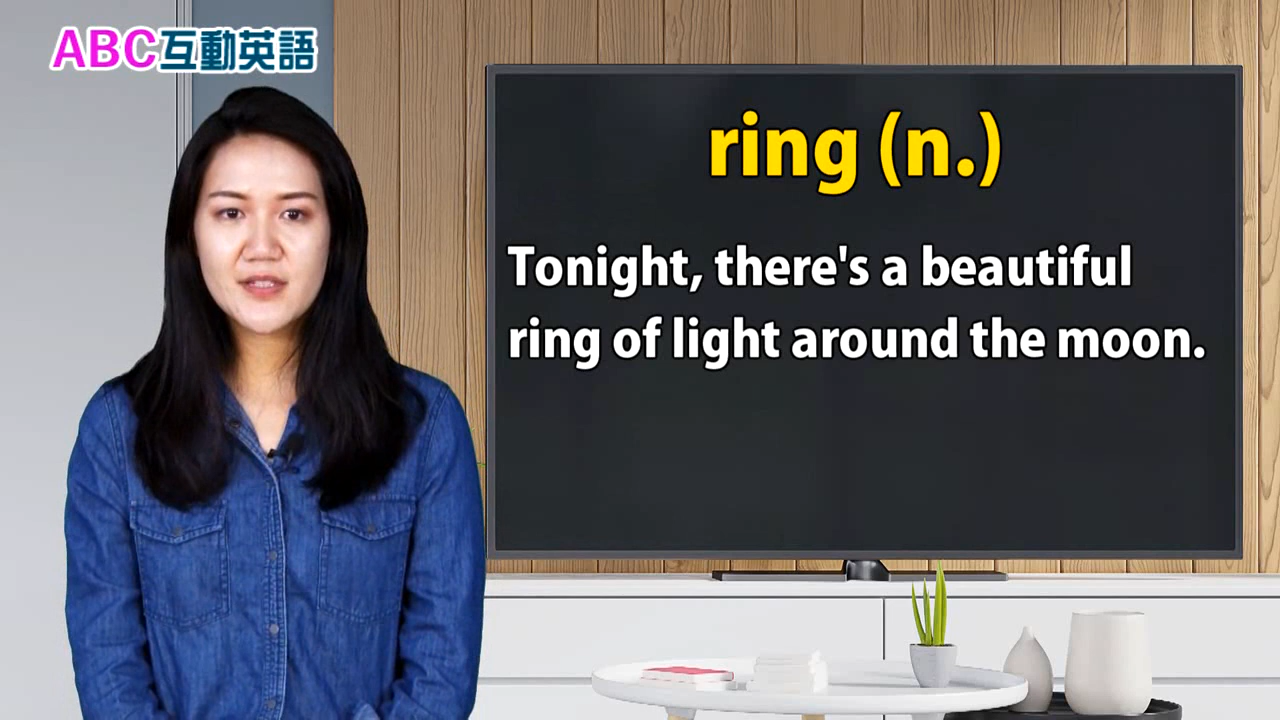 ABC互動英語
ring (n.)
Tonight, there's a beautiful
ring of light around the moon.